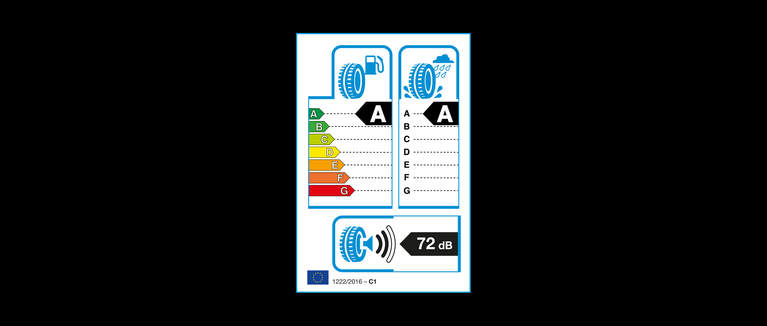 A A
A A
B B
C C
D D
E E
F F
G G
72 dB
1222/2016 – C1